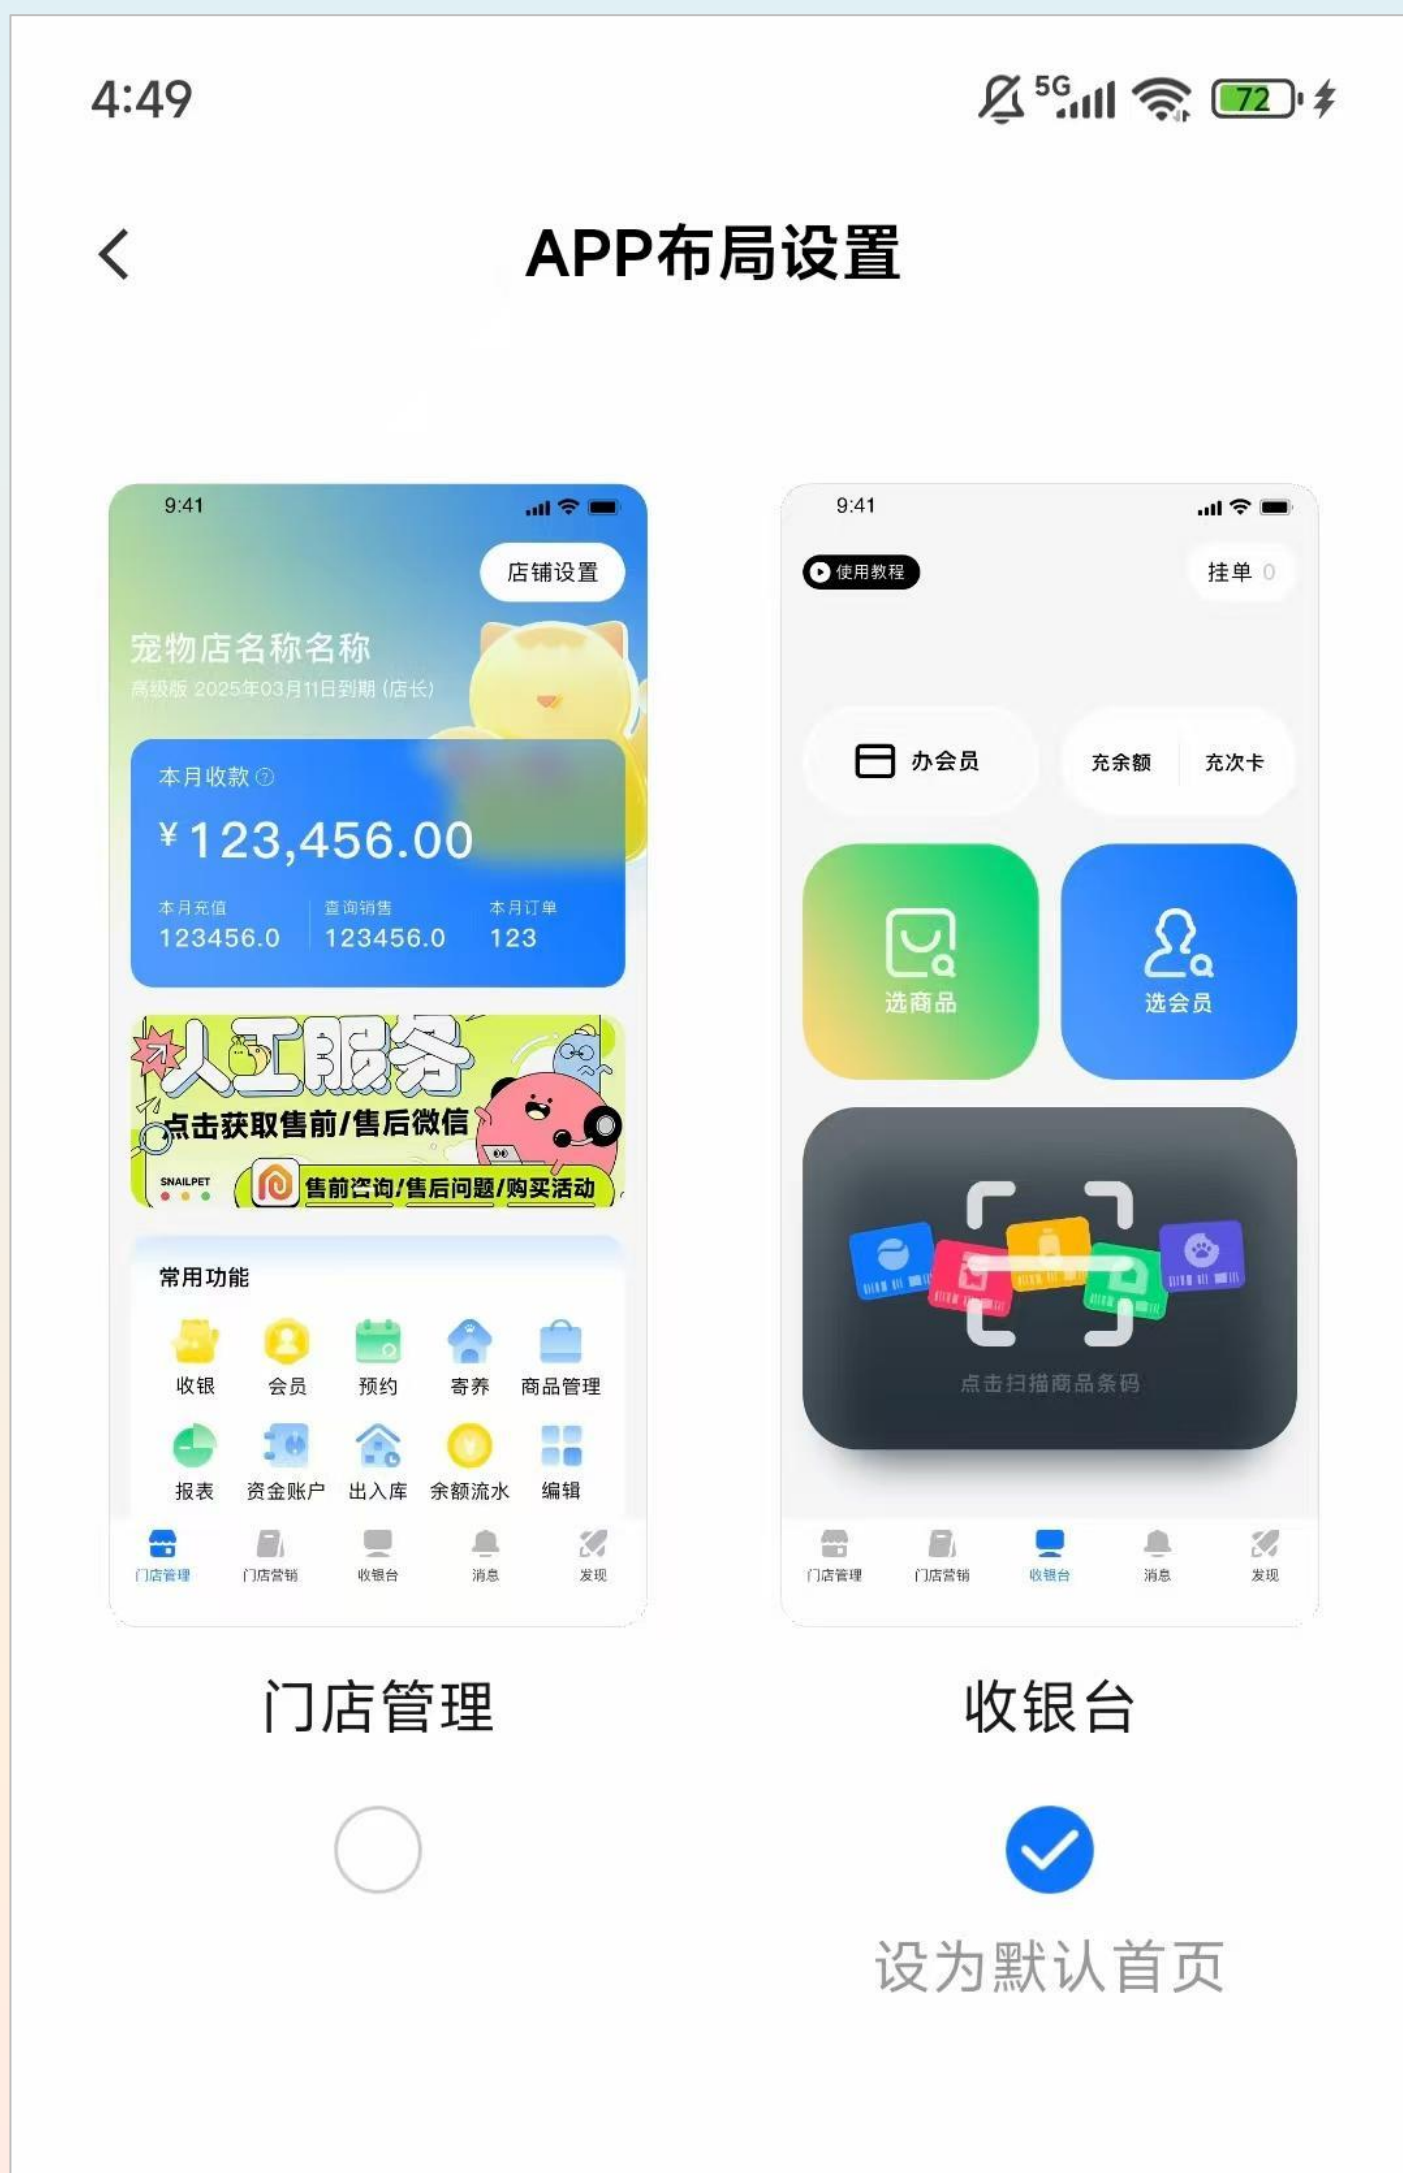 4:49
5G
72
APP布局设置
9:41
店铺设置
宠物店名称名称
高级版 2025年03月11日到期 (店长)
本月收款?
¥123,456.00
本月充值 查询销售 本月订单
123456.0 123456.0 123
人工服务
点击获取售前/售后微信
SNAILPET
售前咨询/售后问题/购买活动
常用功能
收银 会员 预约 寄养 商品管理
报表 资金账户 出入库 余额流水 编辑
门店管理 门店营销 收银台 消息 发现
门店管理
9:41
使用教程
挂单 0
办会员
充余额 充次卡
选商品 选会员
点击扫描商品条码
门店管理 门店营销 收银台 消息 发现
收银台
设为默认首页